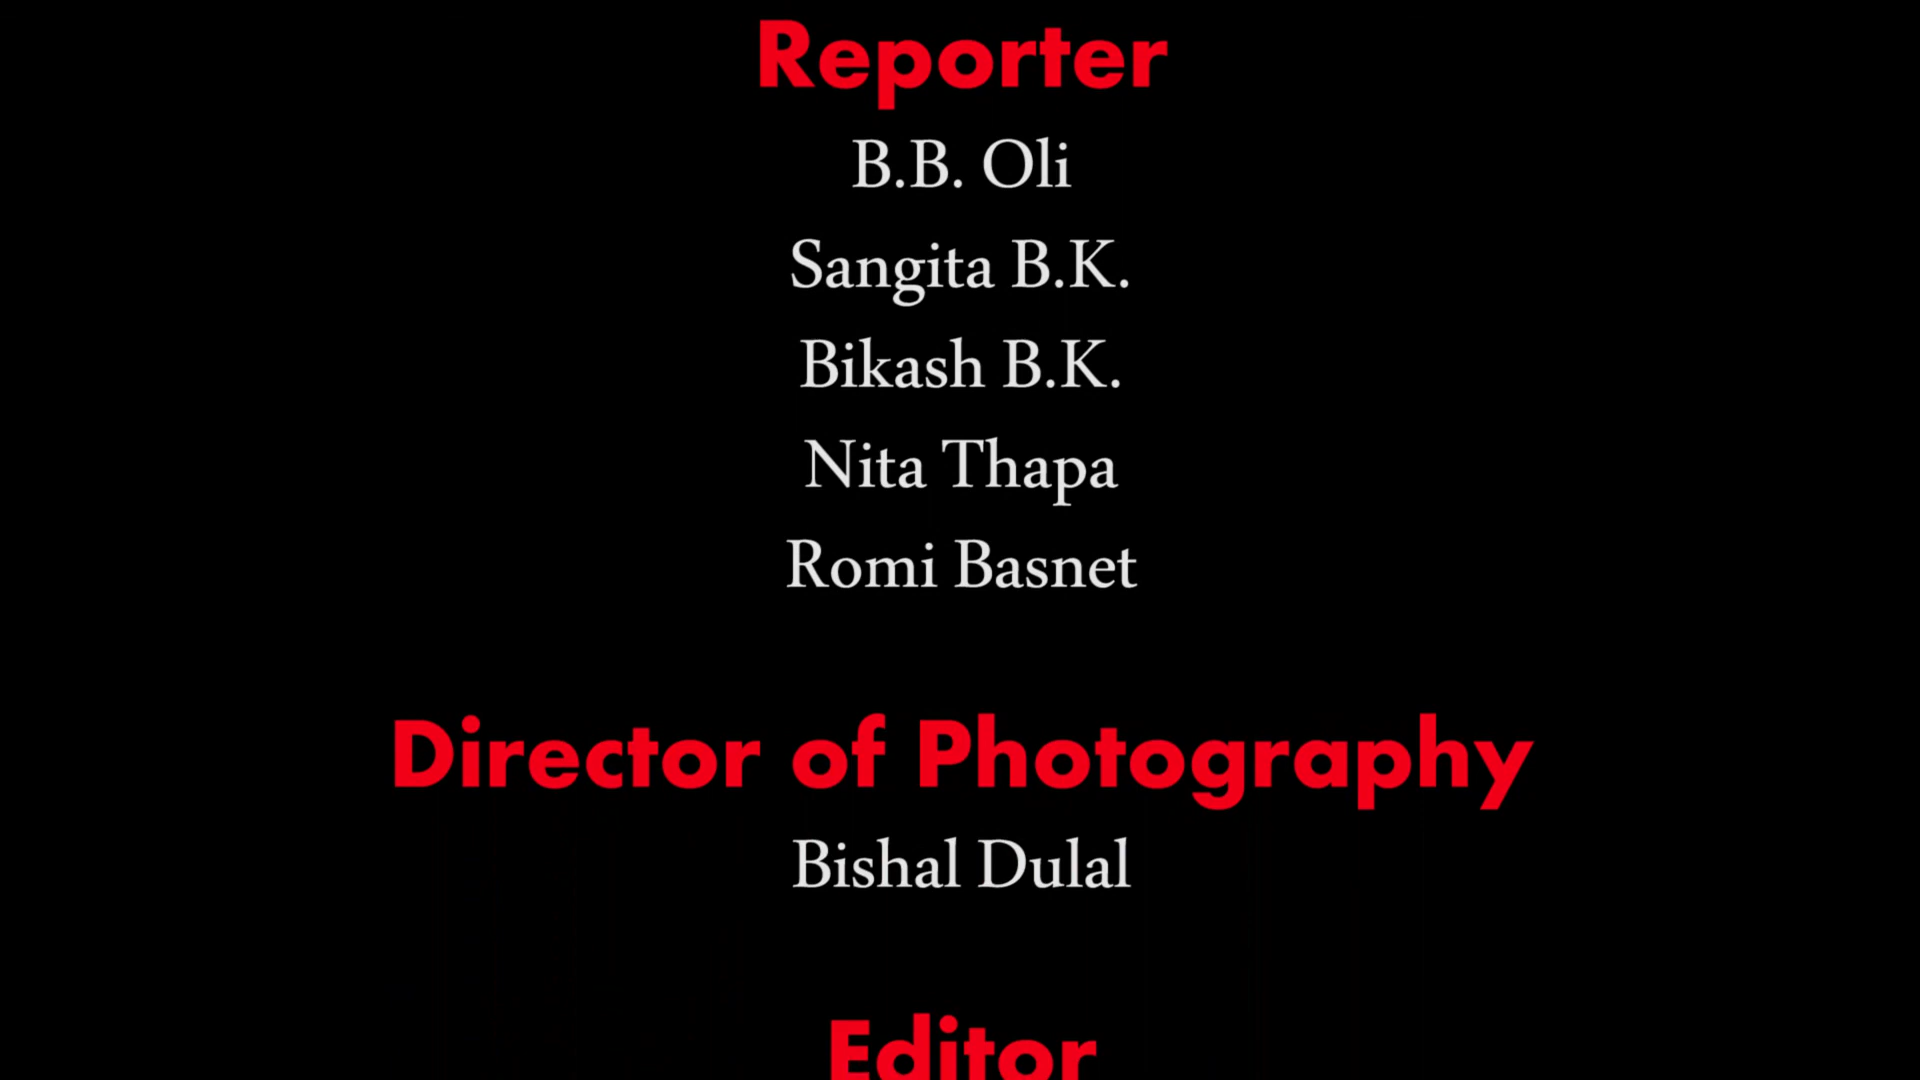 Reporter
B.B. Oli
Sangita B.K.
Bikash B.K.
Nita Thapa
Romi Basnet
Director of Photography
Bishal Dulal
Editor